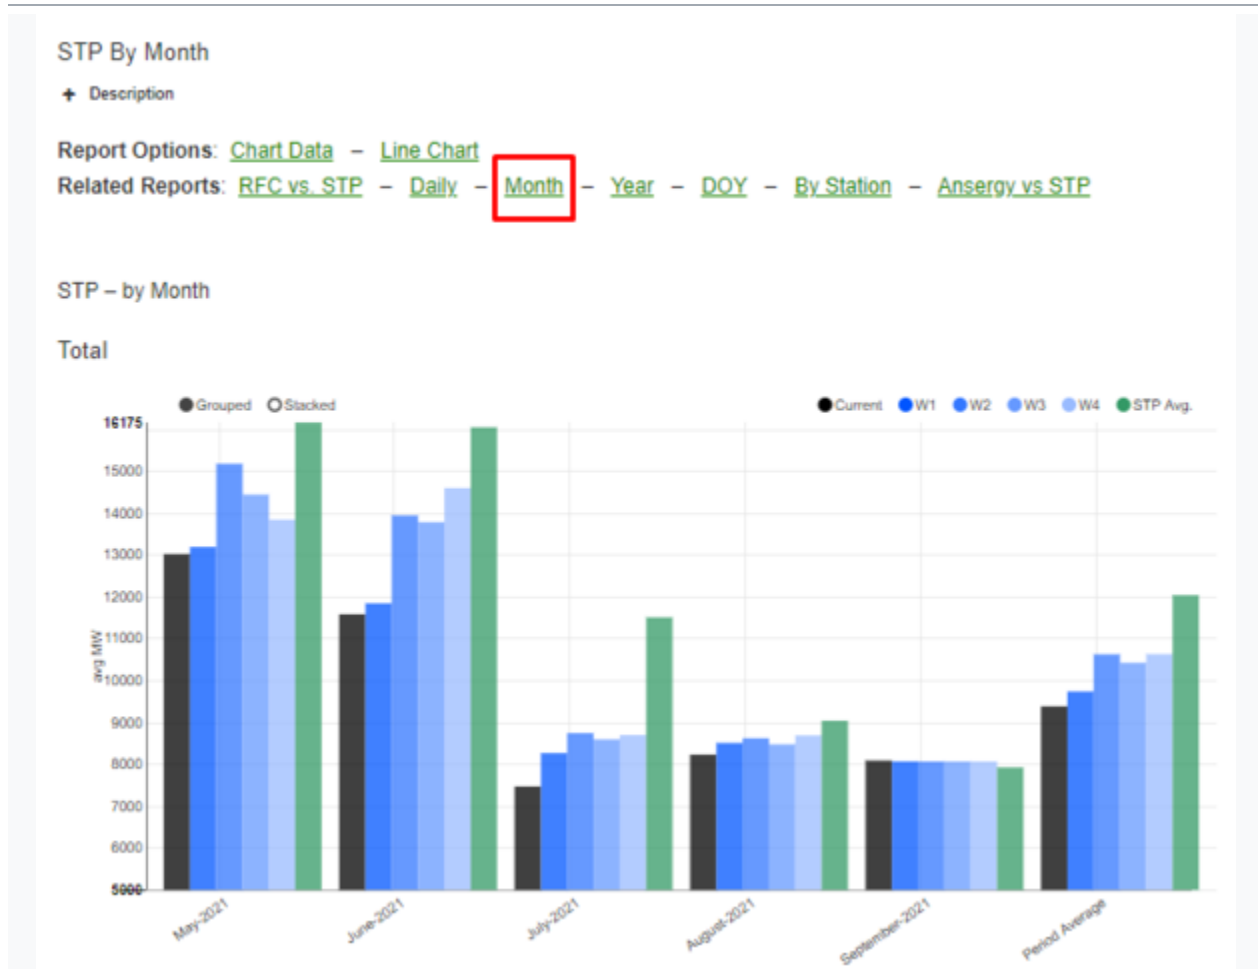 STP By Month
+ Description
Report Options: Chart Data – Line Chart
Related Reports: RFC vs. STP – Daily – Month – Year – DOY – By Station – Ansergy vs STP
STP – by Month
Total
Grouped Stacked Current W1 W2 W3 W4 STP Avg.
16175
15000
14000
13000
12000
11000
10000
9000
8000
7000
6000
5000
avg MW
May-2021 June-2021 July-2021 August-2021 September-2021 Period Average